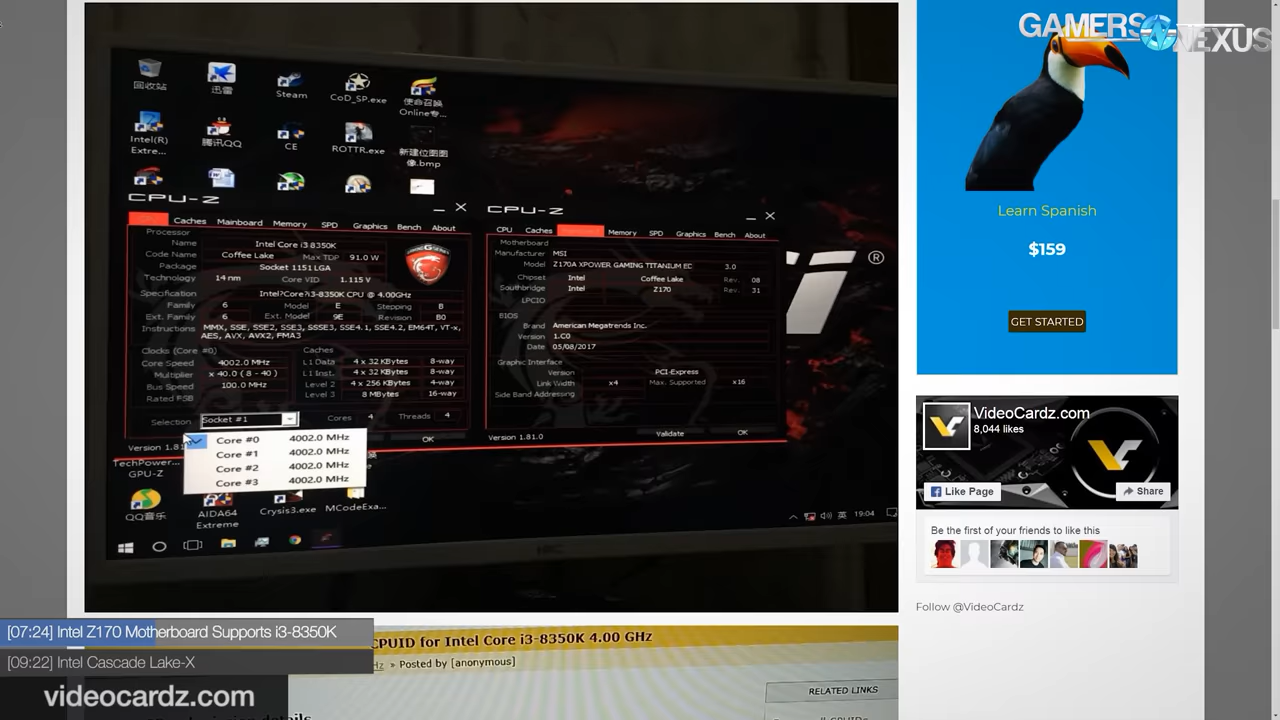 GAMERS NEXUS
回收站
迅雷
Steam
CoD_SP.exe
使命召唤
Online专...
Intel(R)
Extre...
腾讯QQ
CE
ROTTR.exe
新建位图图
像.bmp
CPU-Z
Caches Mainboard Memory SPD Graphics Bench About
Processor
Name Intel Core i3 8350K
Code Name Coffee Lake Max TDP 91.0 W
Package Socket 1151 LGA
Technology 14 nm Core VID 1.115 V
Specification Intel?Core?i3-8350K CPU @ 4.00GHz
Family 6 Model E Stepping B
Ext. Family 6 Ext. Model 9E Revision B0
Instructions MMX, SSE, SSE2, SSE3, SSSE3, SSE4.1, SSE4.2, EM64T, VT-x,
AES, AVX, AVX2, FMA3
Clocks (Core #0) Caches
Core Speed 4002.0 MHz L1 Data 4 x 32 KBytes 8-way
Multiplier x 40.0 ( 8 - 40 ) L1 Inst. 4 x 32 KBytes 8-way
Bus Speed 100.0 MHz Level 2 4 x 256 KBytes 4-way
Rated FSB Level 3 8 MBytes 16-way
Selection Socket #1 Cores 4 Threads 4
Version 1.81 OK
Core #0 4002.0 MHz
Core #1 4002.0 MHz
Core #2 4002.0 MHz
Core #3 4002.0 MHz
CPU-Z
CPU Caches Memory SPD Graphics Bench About
Motherboard
Manufacturer MSI
Model Z170A XPOWER GAMING TITANIUM EC 3.0
Chipset Intel Coffee Lake Rev. 08
Southbridge Intel Z170 Rev. 31
LPCIO
BIOS
Brand American Megatrends Inc.
Version 1.C0
Date 05/08/2017
Graphic Interface
Version PCI-Express
Link Width x4 Max. Supported x16
Side Band Addressing
Version 1.81.0 Validate OK
®
TechPower...
GPU-Z
QQ音乐
AIDA64
Extreme
Crysis3.exe
MCodeExa...
英 19:04
Learn Spanish
$159
GET STARTED
VideoCardz.com
8,044 likes
Like Page
Share
Be the first of your friends to like this
Follow @VideoCardz
[07:24] Intel Z170 Motherboard Supports i3-8350K
[09:22] Intel Cascade Lake-X
videocardz.com
CPUID for Intel Core i3-8350K 4.00 GHz
Hz » Posted by [anonymous]
RELATED LINKS